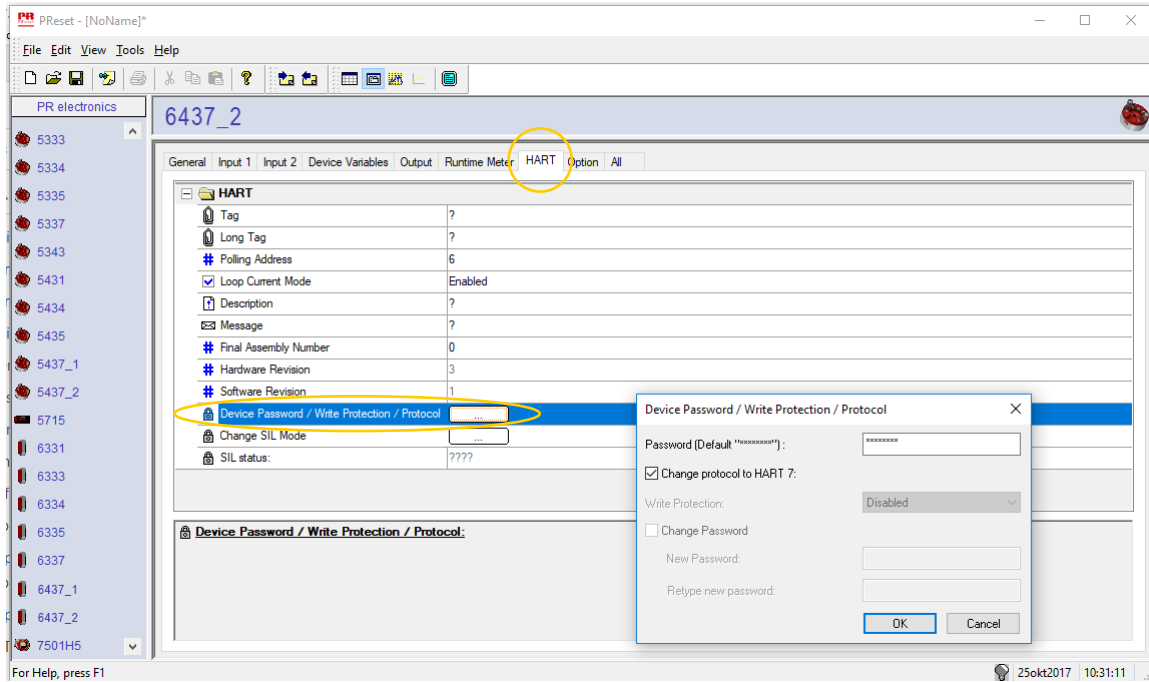 PR PReset - [NoName]*
File Edit View Tools Help
PR electronics
6437_2
5333
5334
5335
5337
5343
5431
5434
5435
5437_1
5437_2
5715
6331
6333
6334
6335
6337
6437_1
6437_2
7501H5
General Input 1 Input 2 Device Variables Output Runtime Meter HART Option All
HART
Tag ?
Long Tag ?
Polling Address 6
Loop Current Mode Enabled
Description ?
Message ?
Final Assembly Number 0
Hardware Revision 3
Software Revision 1
Device Password / Write Protection / Protocol ...
Change SIL Mode ...
SIL status: ????
Device Password / Write Protection / Protocol:
Device Password / Write Protection / Protocol
Password (Default "********") : ********
Change protocol to HART 7:
Write Protection: Disabled
Change Password
New Password:
Retype new password:
OK Cancel
For Help, press F1 25okt2017 10:31:11